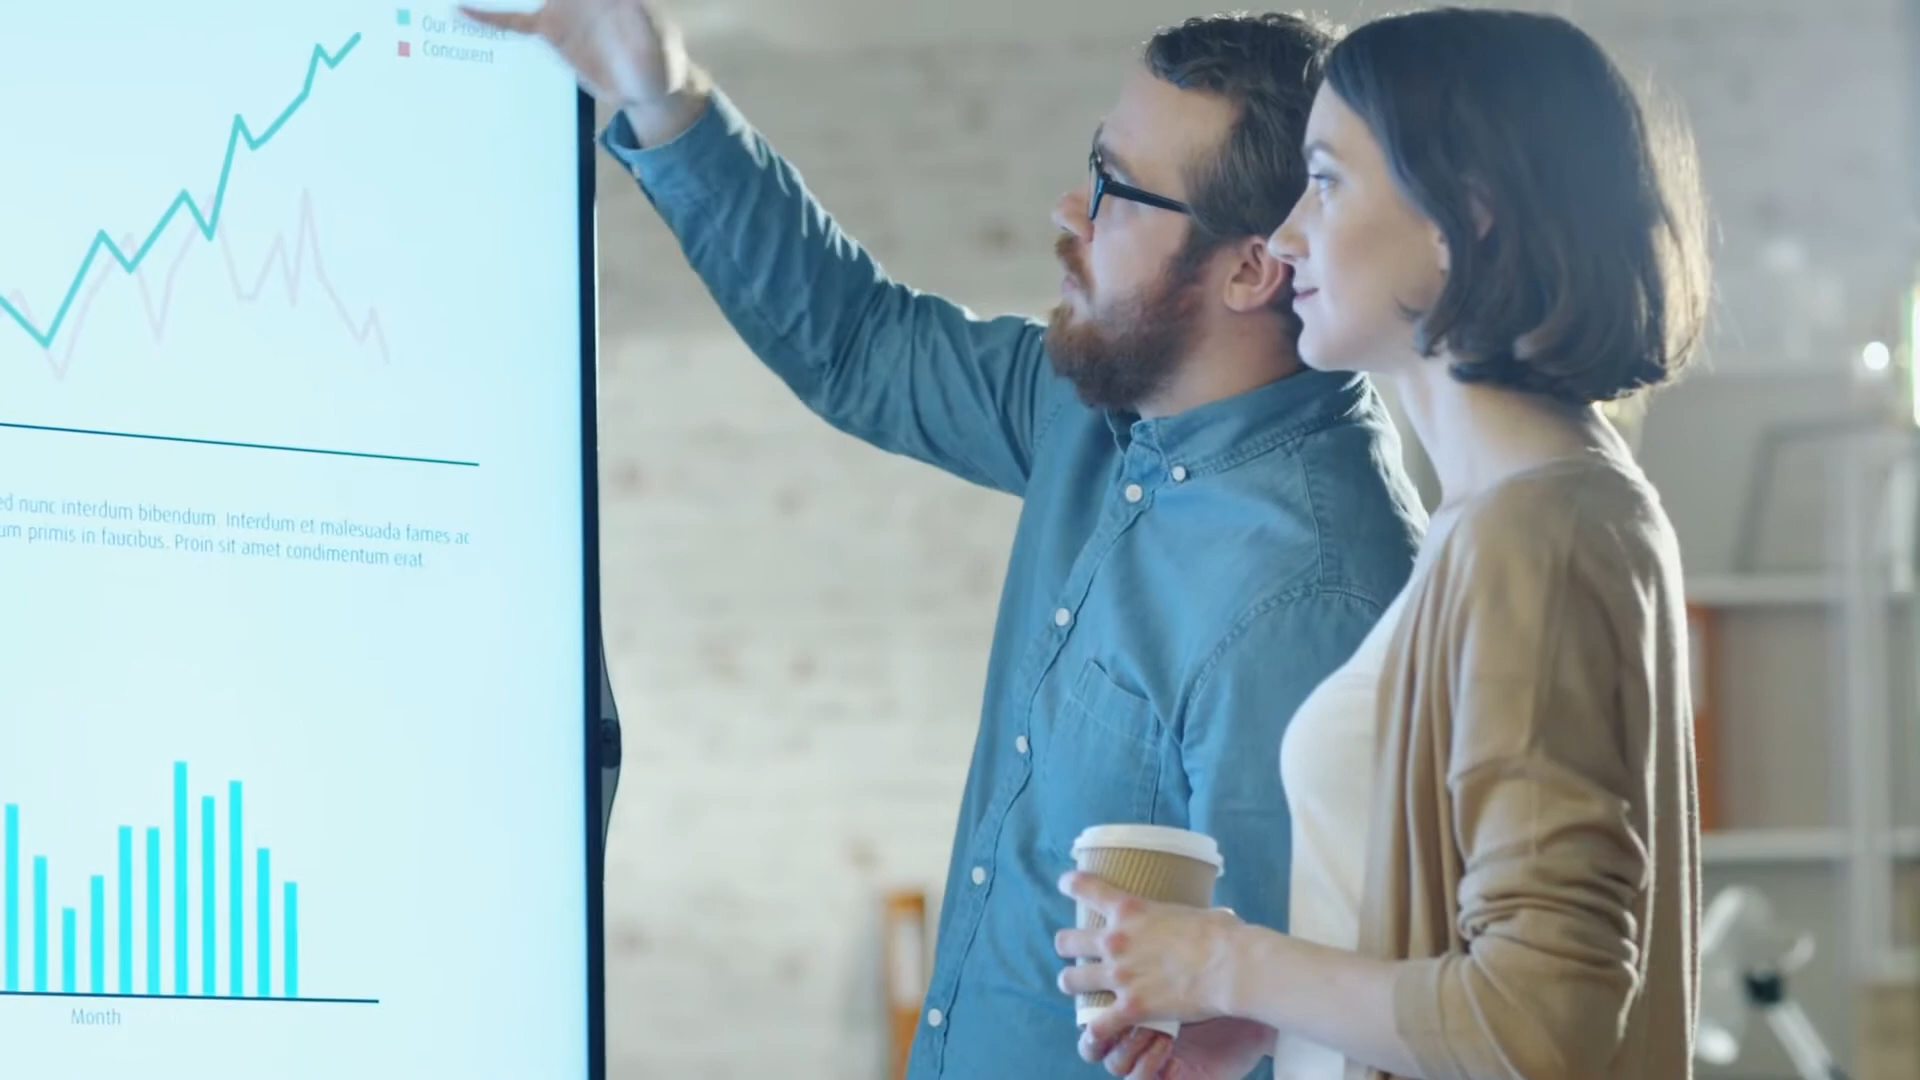 Our Product
Concurent
ed nunc interdum bibendum. Interdum et malesuada fames ac
um primis in faucibus. Proin sit amet condimentum erat.
Month